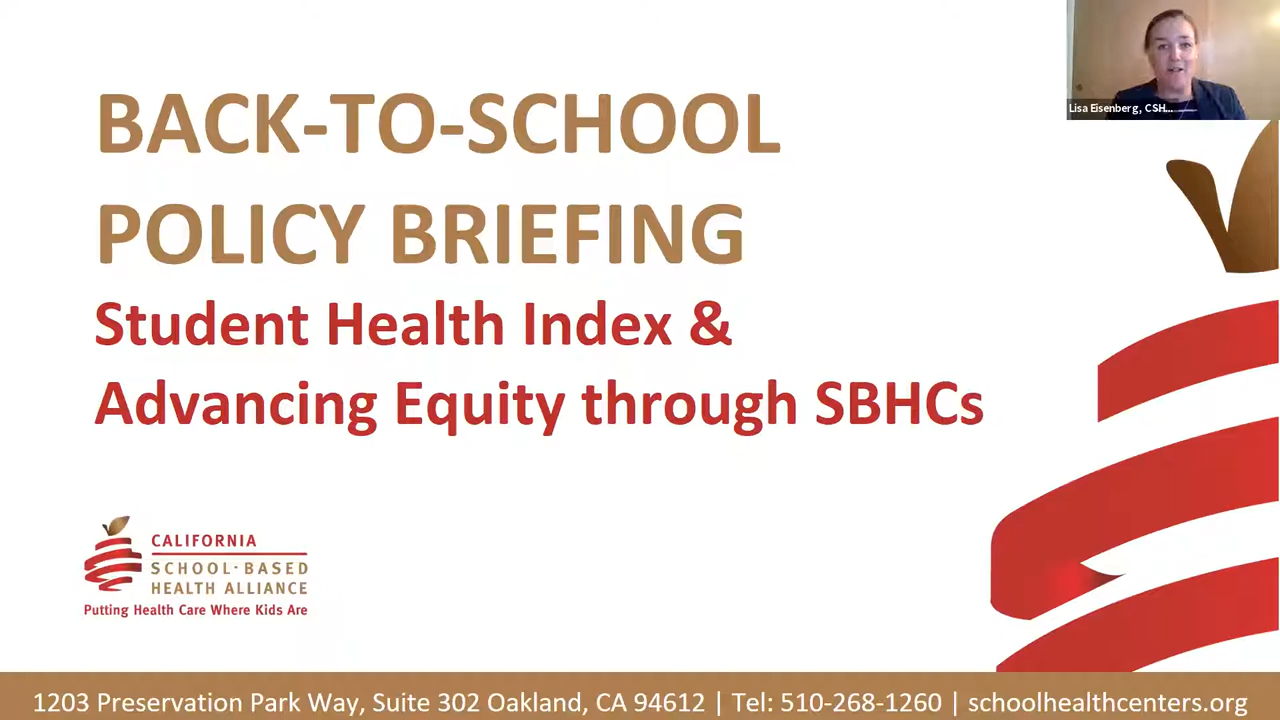 Lisa Eisenberg, CSH...
BACK-TO-SCHOOL
POLICY BRIEFING
Student Health Index &
Advancing Equity through SBHCs
CALIFORNIA
SCHOOL-BASED
HEALTH ALLIANCE
Putting Health Care Where Kids Are
1203 Preservation Park Way, Suite 302 Oakland, CA 94612 | Tel: 510-268-1260 | schoolhealthcenters.org